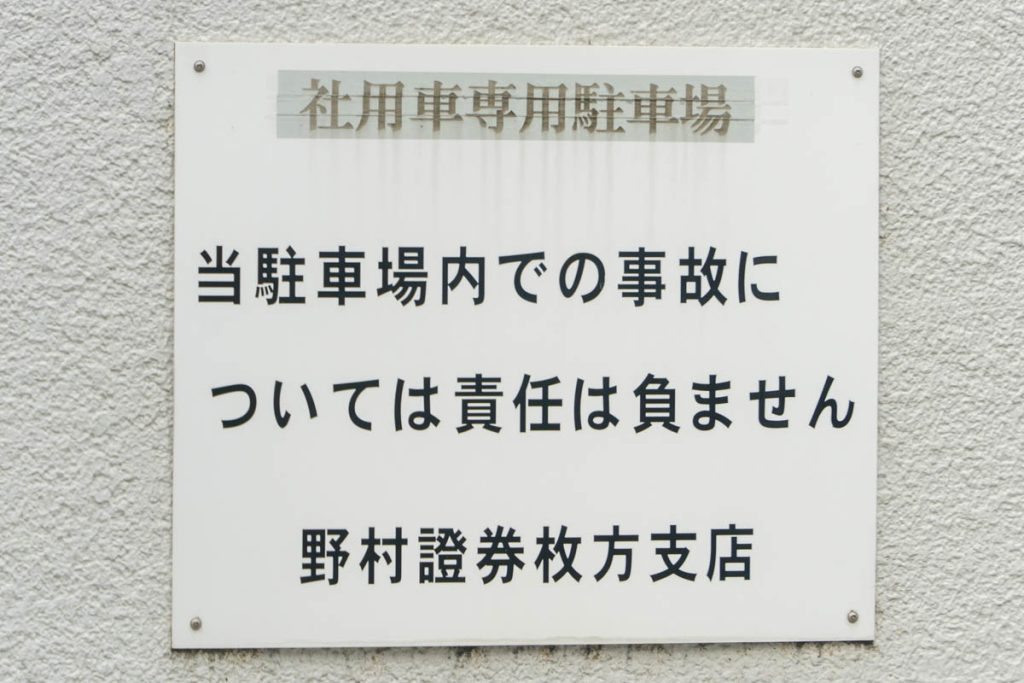 社用車専用駐車場
当駐車場内での事故に
ついては責任は負ません
野村證券枚方支店